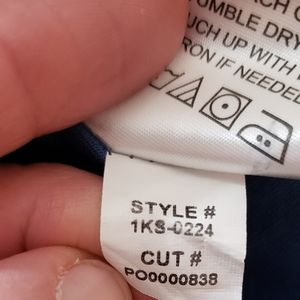 UMBLE DRY
UCH UP WITH
RON IF NEEDED
STYLE #
1KS-0224
CUT #
PO0000838